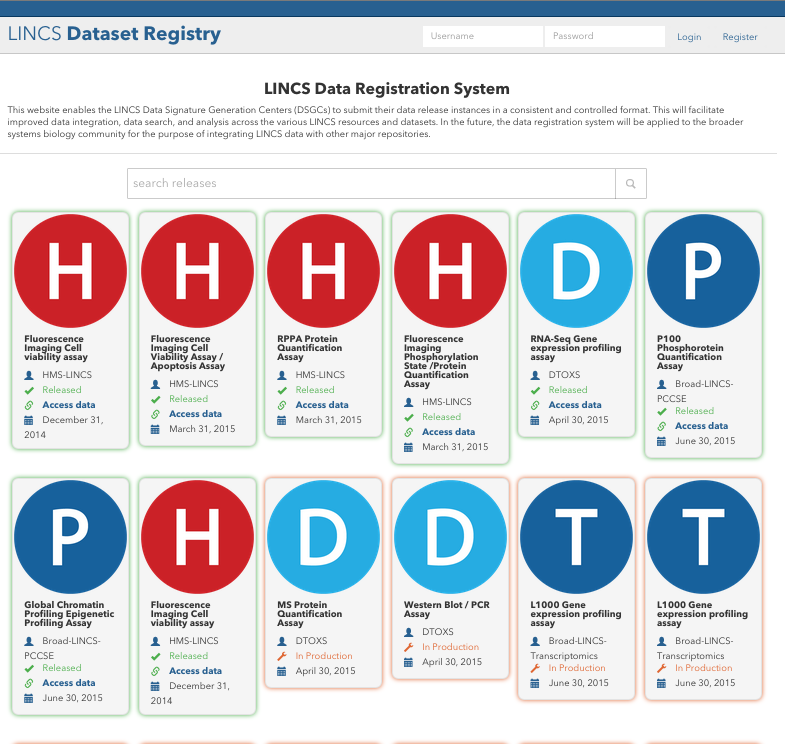 LINCS Dataset Registry
Username
Password
Login
Register
LINCS Data Registration System
This website enables the LINCS Data Signature Generation Centers (DSGCs) to submit their data release instances in a consistent and controlled format. This will facilitate
improved data integration, data search, and analysis across the various LINCS resources and datasets. In the future, the data registration system will be applied to the broader
systems biology community for the purpose of integrating LINCS data with other major repositories.
search releases
H
Fluorescence
Imaging Cell
viability assay
HMS-LINCS
Released
Access data
December 31,
2014
H
Fluorescence
Imaging Cell
Viability Assay /
Apoptosis Assay
HMS-LINCS
Released
Access data
March 31, 2015
H
RPPA Protein
Quantification
Assay
HMS-LINCS
Released
Access data
March 31, 2015
H
Fluorescence
Imaging
Phosphorylation
State /Protein
Quantification
Assay
HMS-LINCS
Released
Access data
March 31, 2015
D
RNA-Seq Gene
expression profiling
assay
DTOXS
Released
Access data
April 30, 2015
P
P100
Phosphorotein
Quantification
Assay
Broad-LINCS-
PCCSE
Released
Access data
June 30, 2015
P
Global Chromatin
Profiling Epigenetic
Profiling Assay
Broad-LINCS-
PCCSE
Released
Access data
June 30, 2015
H
Fluorescence
Imaging Cell
viability assay
HMS-LINCS
Released
Access data
December 31,
2014
D
MS Protein
Quantification
Assay
DTOXS
In Production
April 30, 2015
D
Western Blot / PCR
Assay
DTOXS
In Production
April 30, 2015
T
L1000 Gene
expression profiling
assay
Broad-LINCS-
Transcriptomics
In Production
June 30, 2015
T
L1000 Gene
expression profiling
assay
Broad-LINCS-
Transcriptomics
In Production
June 30, 2015